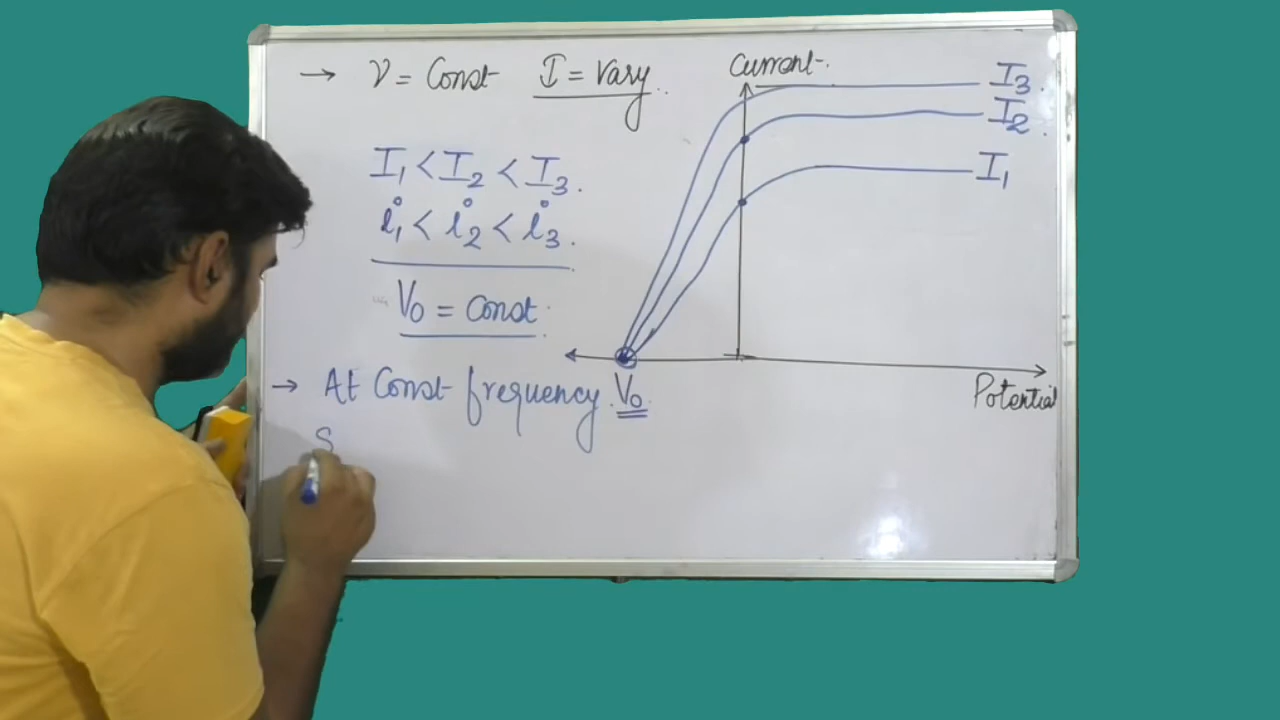 → ν = Const I = Vary..
I₁ < I₂ < I₃.
i₁ < i₂ < i₃.
V₀ = Const.
→ At Const frequency.
S
Current.
I₃.
I₂.
I₁
V₀
Potential